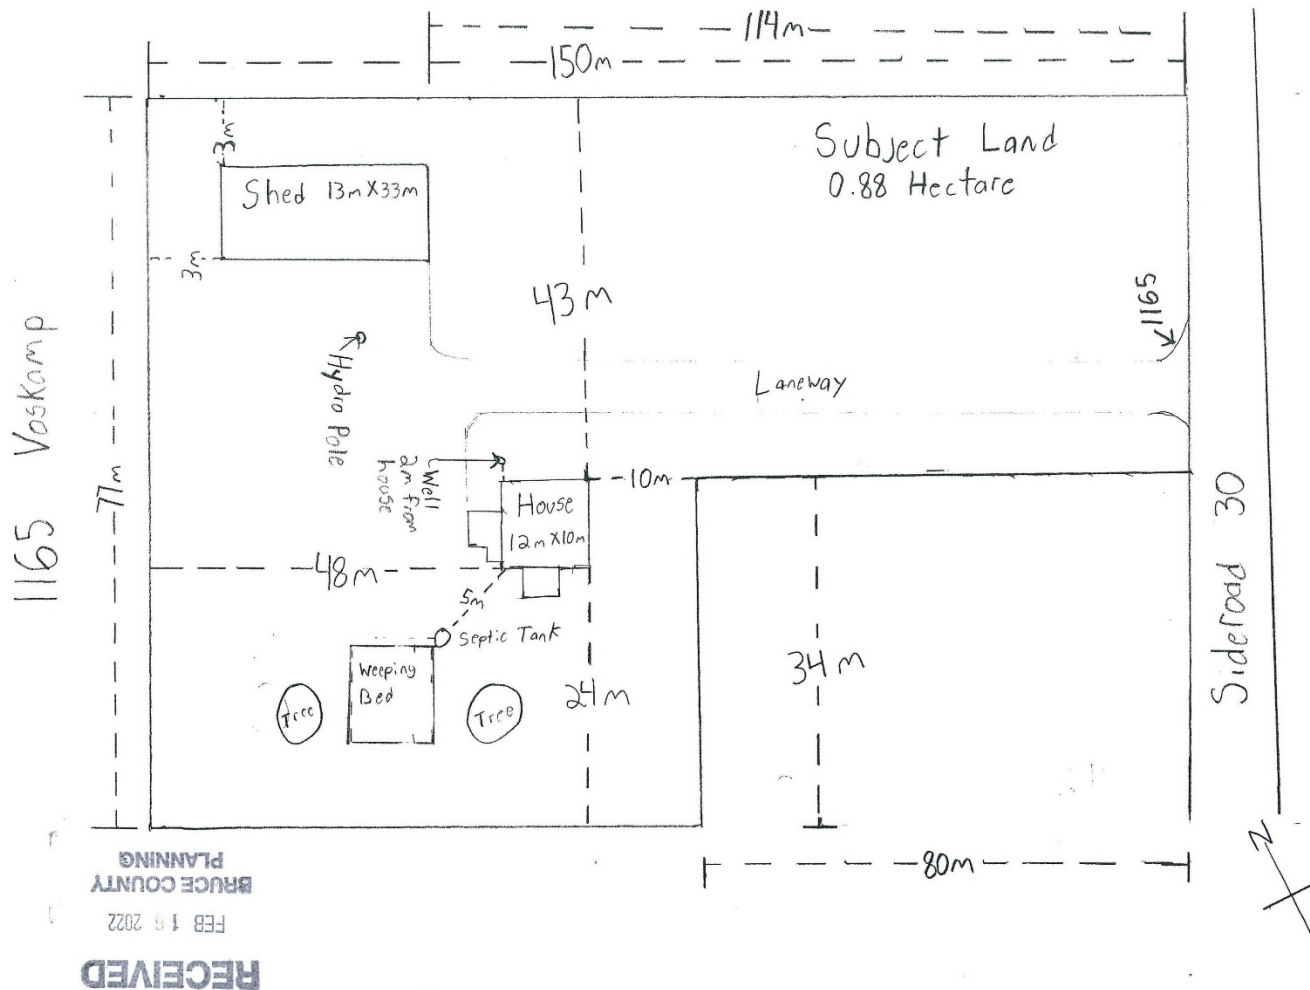 114m
150m
3m
Shed 13m X 33m
3m
Subject Land
0.88 Hectare
43 m
1165
Hydro Pole
Laneway
Well
2m from
house
10m
House
12m X 10m
1165 Voskamp
77m
48m
5m
Septic Tank
Weeping
Bed
Tree
Tree
24m
34 m
Sideroad 30
80m
N
RECEIVED
FEB 16 2022
BRUCE COUNTY
PLANNING